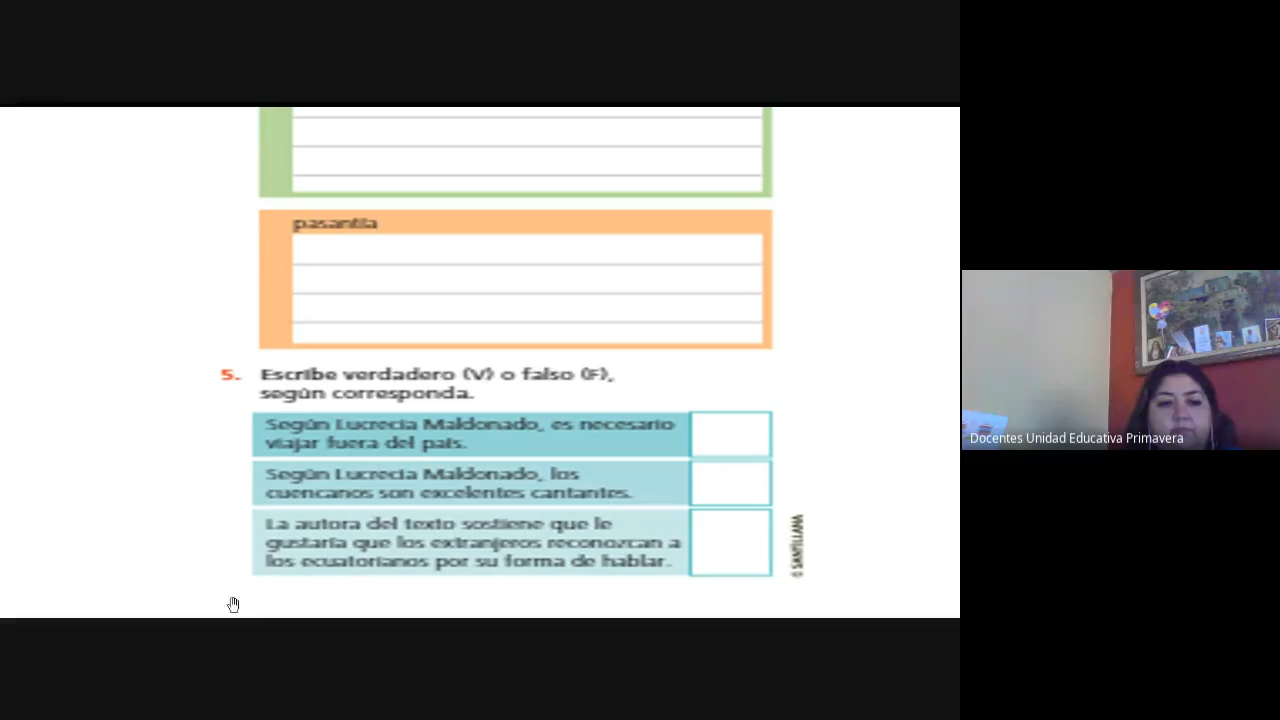 pasantía
5. Escribe verdadero (V) o falso (F),
según corresponda.
Según Lucrecia Maldonado, es necesario
viajar fuera del país.
Según Lucrecia Maldonado, los
cuencanos son excelentes cantantes.
La autora del texto sostiene que le
gustaría que los extranjeros reconozcan a
los ecuatorianos por su forma de hablar.
© SANTILLANA
Docentes Unidad Educativa Primavera